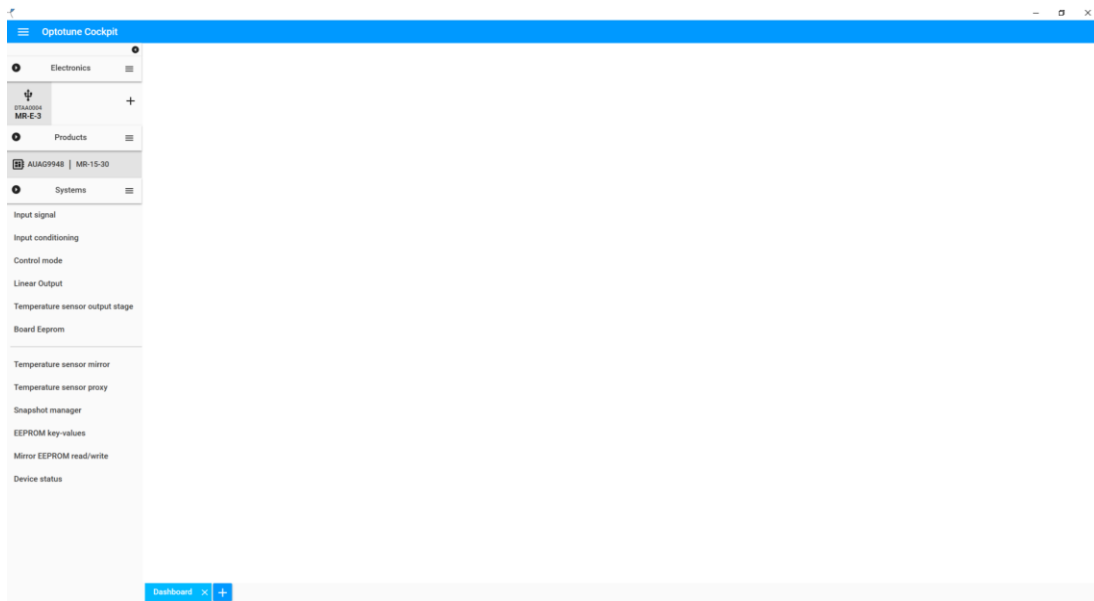 Optotune Cockpit
Electronics
DTAA0004
MR-E-3
Products
AUAG9948 | MR-15-30
Systems
Input signal
Input conditioning
Control mode
Linear Output
Temperature sensor output stage
Board Eeprom
Temperature sensor mirror
Temperature sensor proxy
Snapshot manager
EEPROM key-values
Mirror EEPROM read/write
Device status
Dashboard